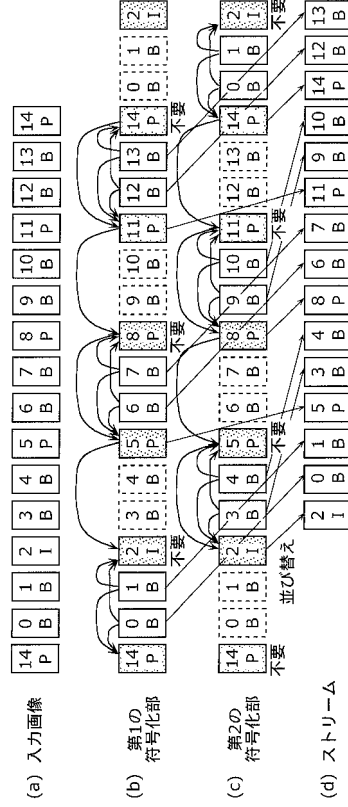 (a) 入力画像
14 0 1 2 3 4 5 6 7 8 9 10 11 12 13 14
P B B I B B P B B P B B P B B P
(b) 第1の
符号化部
14 0 1 2 3 4 5 6 7 8 9 10 11 12 13 14 0 1 2
P B B I B B P B B P B B P B B P B B I
不要 不要 不要
(c) 第2の
符号化部
14 0 1 2 3 4 5 6 7 8 9 10 11 12 13 14 0 1 2
P B B I B B P B B P B B P B B P B B I
不要 不要 不要 不要
並び替え
(d) ストリーム
2 0 1 5 3 4 8 6 7 11 9 10 14 12 13
I B B P B B P B B P B B P B B